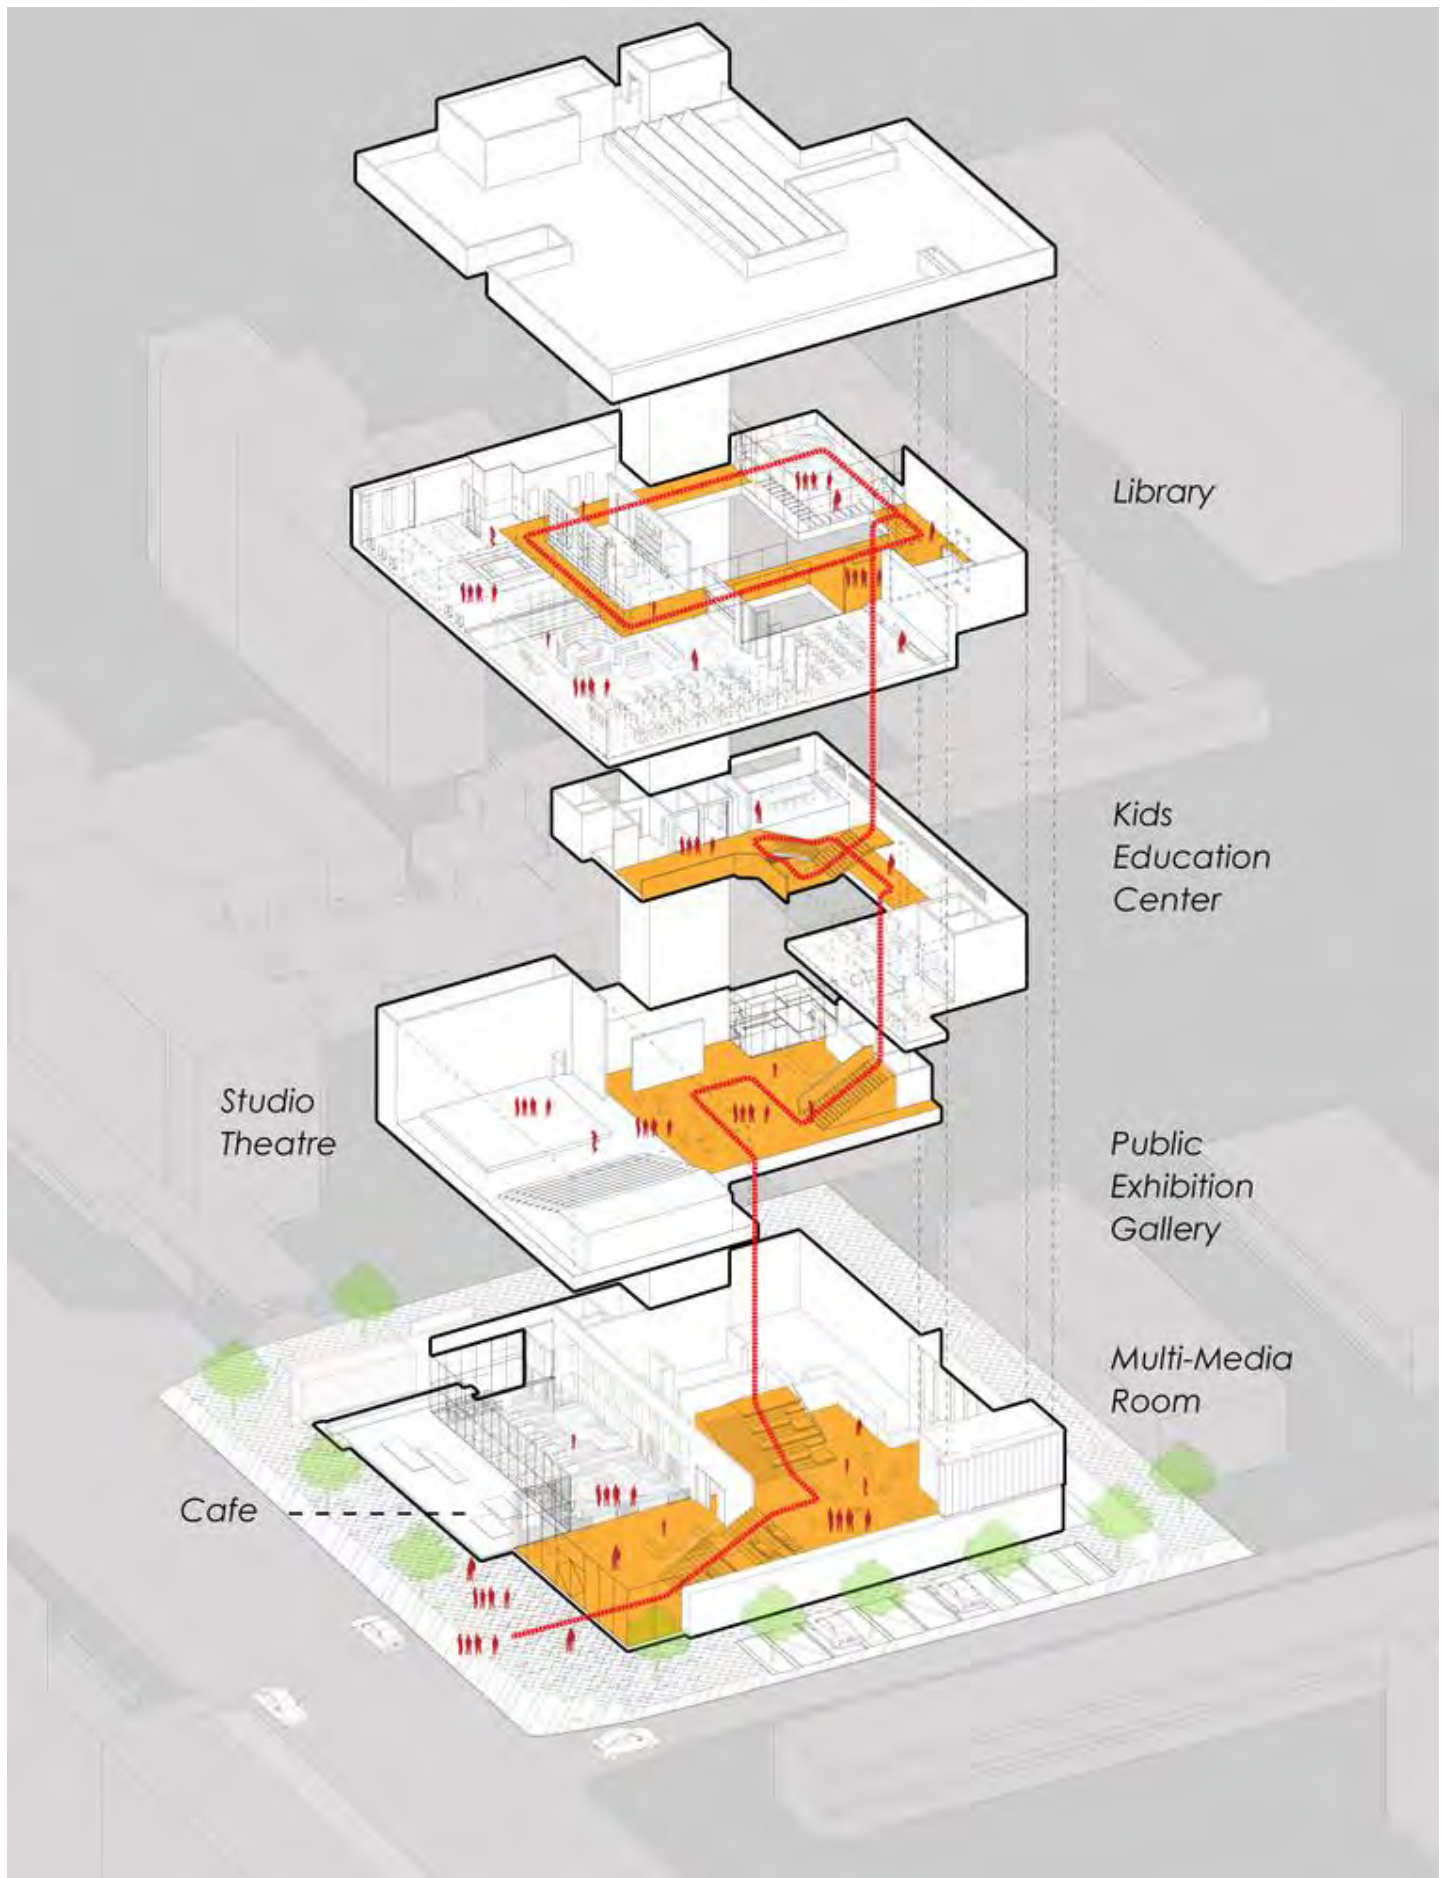 Library
Kids
Education
Center
Studio
Theatre
Public
Exhibition
Gallery
Multi-Media
Room
Cafe